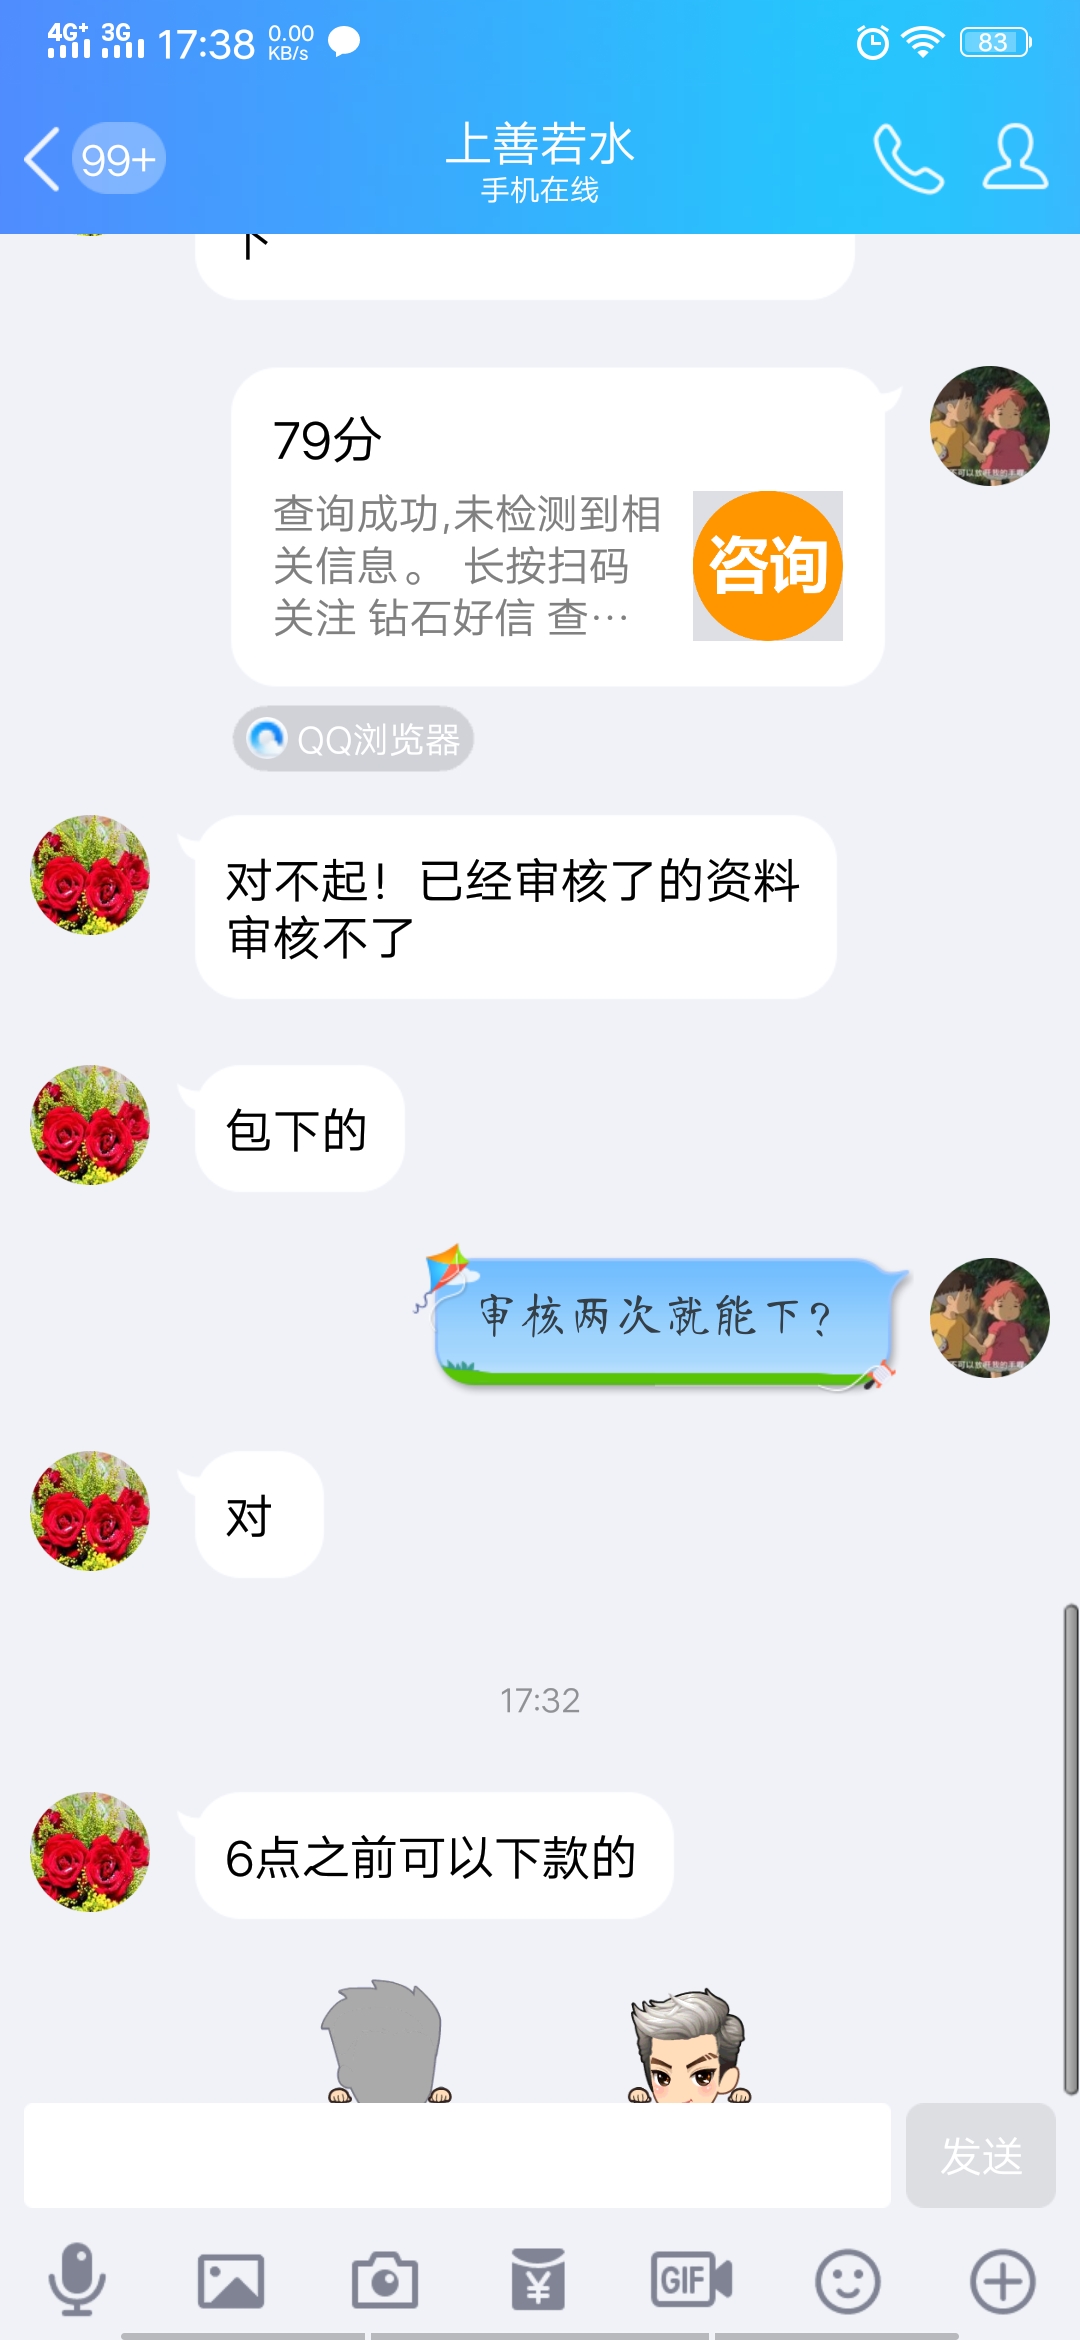 4G+ 3G 17:38 0.00 KB/s 83
99+
上善若水
手机在线
下
79分
查询成功,未检测到相
关信息。 长按扫码
关注 钻石好信 查…
咨询
QQ浏览器
对不起！已经审核了的资料
审核不了
包下的
审核两次就能下?
对
17:32
6点之前可以下款的
发送
GIF